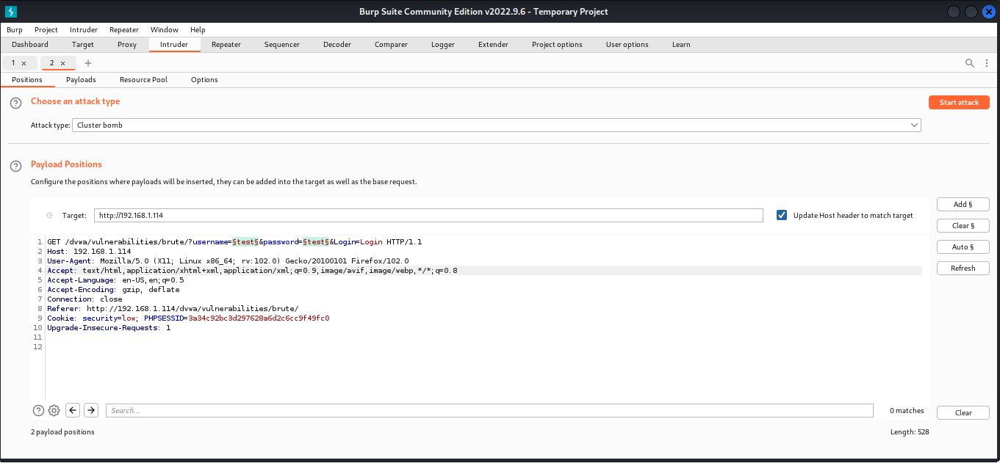 Burp Suite Community Edition v2022.9.6 - Temporary Project
Burp Project Intruder Repeater Window Help
Dashboard Target Proxy Intruder Repeater Sequencer Decoder Comparer Logger Extender Project options User options Learn
1 × 2 × +
Positions Payloads Resource Pool Options
Choose an attack type
Start attack
Attack type: Cluster bomb
Payload Positions
Configure the positions where payloads will be inserted, they can be added into the target as well as the base request.
Target: http://192.168.1.114
Update Host header to match target
Add §
Clear §
Auto §
Refresh
1 GET /dvwa/vulnerabilities/brute/?username=§test§&password=§test§&Login=Login HTTP/1.1
2 Host: 192.168.1.114
3 User-Agent: Mozilla/5.0 (X11; Linux x86_64; rv:102.0) Gecko/20100101 Firefox/102.0
4 Accept: text/html,application/xhtml+xml,application/xml;q=0.9,image/avif,image/webp,*/*;q=0.8
5 Accept-Language: en-US,en;q=0.5
6 Accept-Encoding: gzip, deflate
7 Connection: close
8 Referer: http://192.168.1.114/dvwa/vulnerabilities/brute/
9 Cookie: security=low; PHPSESSID=3a34c92bc3d297628a6d2c6cc9f49fc0
10 Upgrade-Insecure-Requests: 1
11
12
Search...
0 matches
Clear
2 payload positions
Length: 528